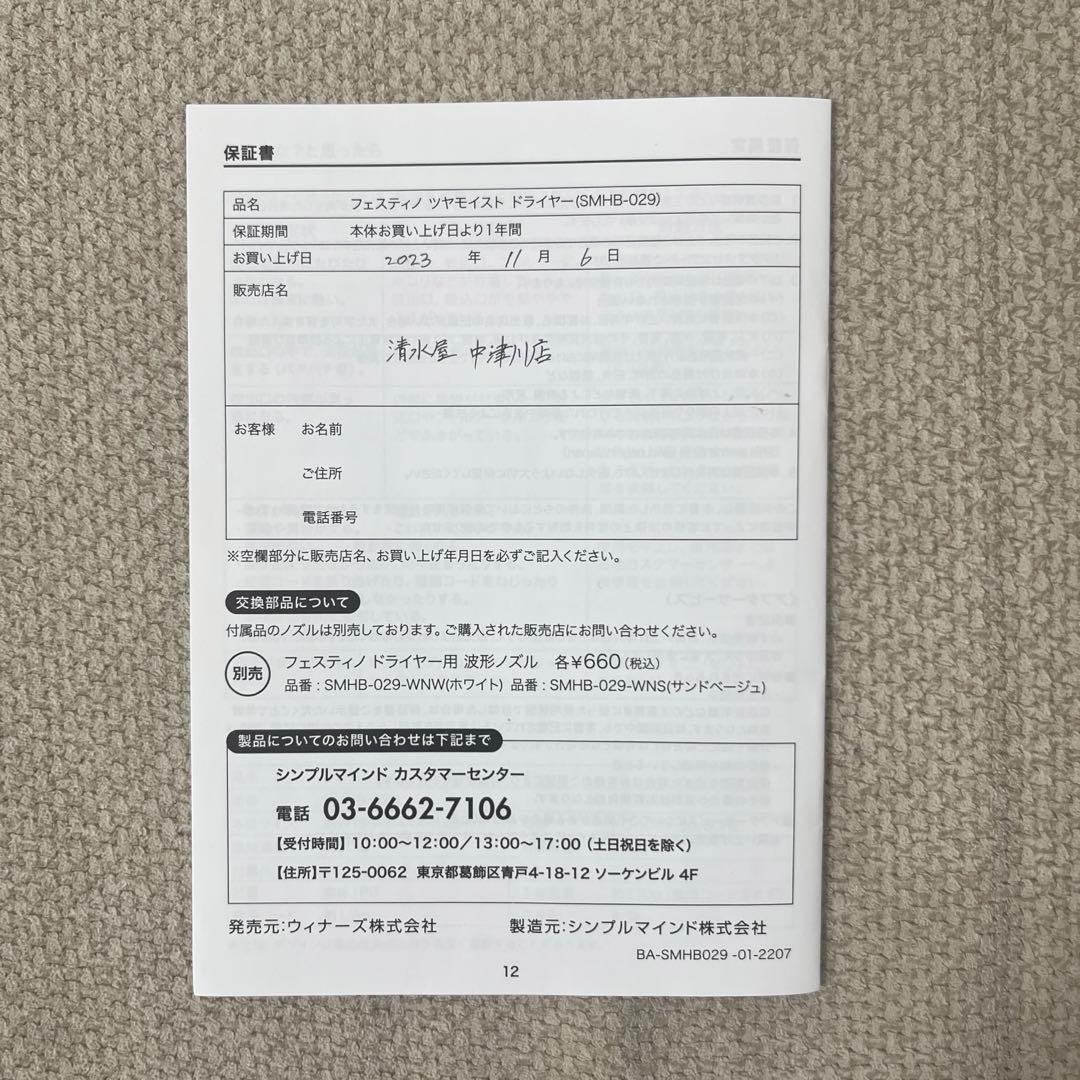 保証書
品名 フェスティノ ツヤモイスト ドライヤー(SMHB-029)
保証期間 本体お買い上げ日より1年間
お買い上げ日 2023 年 11 月 6 日
販売店名
清水屋 中津川店
お客様 お名前
ご住所
電話番号
※空欄部分に販売店名、お買い上げ年月日を必ずご記入ください。
交換部品について
付属品のノズルは別売しております。ご購入された販売店にお問い合わせください。
別売
フェスティノ ドライヤー用 波形ノズル 各¥660(税込)
品番:SMHB-029-WNW(ホワイト) 品番:SMHB-029-WNS(サンドベージュ)
製品についてのお問い合わせは下記まで
シンプルマインド カスタマーセンター
電話 03-6662-7106
【受付時間】10:00〜12:00/13:00〜17:00 (土日祝日を除く)
【住所】〒125-0062 東京都葛飾区青戸4-18-12 ソーケンビル 4F
発売元:ウィナーズ株式会社 製造元:シンプルマインド株式会社
BA-SMHB029 -01-2207
12